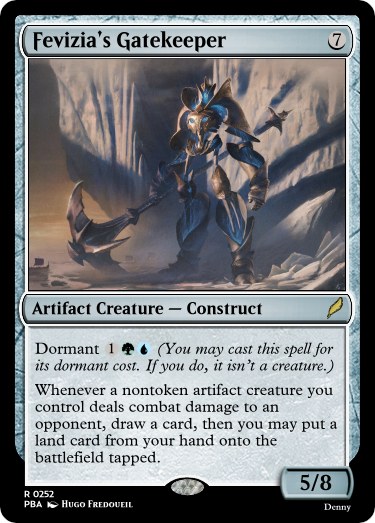 Fevizia's Gatekeeper 7
Artifact Creature — Construct
Dormant 1 (You may cast this spell for
its dormant cost. If you do, it isn't a creature.)
Whenever a nontoken artifact creature you
control deals combat damage to an
opponent, draw a card, then you may put a
land card from your hand onto the
battlefield tapped.
5/8
R 0252
PBA HUGO FREDOUEIL
Denny